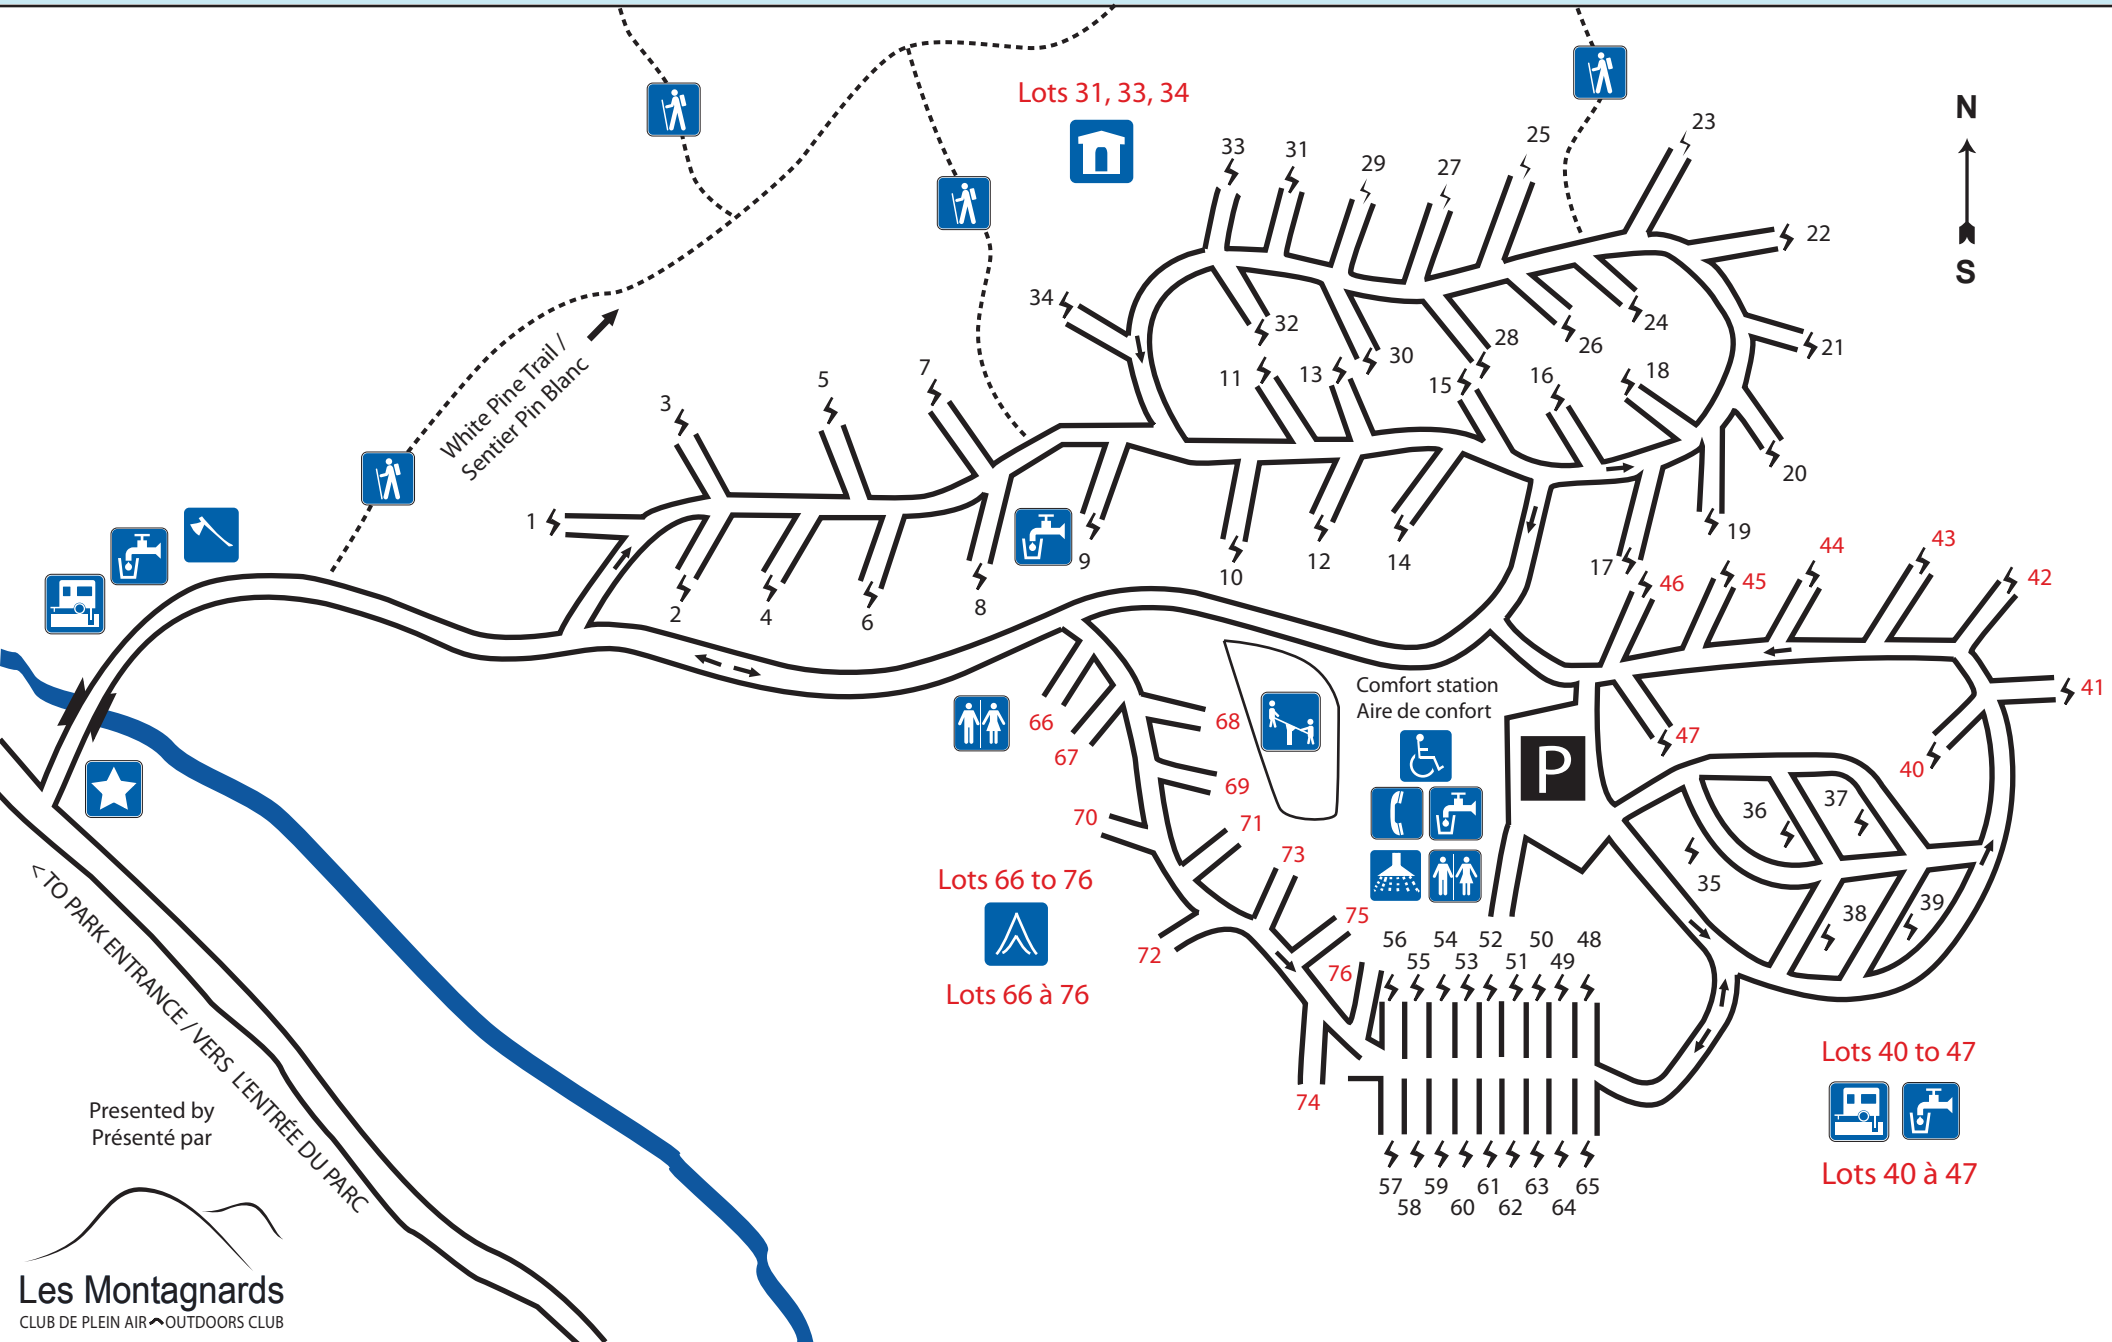 Lots 31, 33, 34
N
S
33
31
29
27
25
23
22
21
20
19
18
17
16
15
14
13
12
11
10
9
8
7
6
5
4
3
2
1
34
32
30
28
26
24
White Pine Trail /
Sentier Pin Blanc
46
45
44
43
42
41
40
47
Comfort station
Aire de confort
P
36
37
35
38
39
66
67
68
69
70
71
72
73
74
75
76
Lots 66 to 76
Lots 66 à 76
56 54 52 50 48
55 53 51 49
57 59 61 63 65
58 60 62 64
Lots 40 to 47
Lots 40 à 47
< TO PARK ENTRANCE / VERS L'ENTRÉE DU PARC
Presented by
Présenté par
Les Montagnards
CLUB DE PLEIN AIR OUTDOORS CLUB